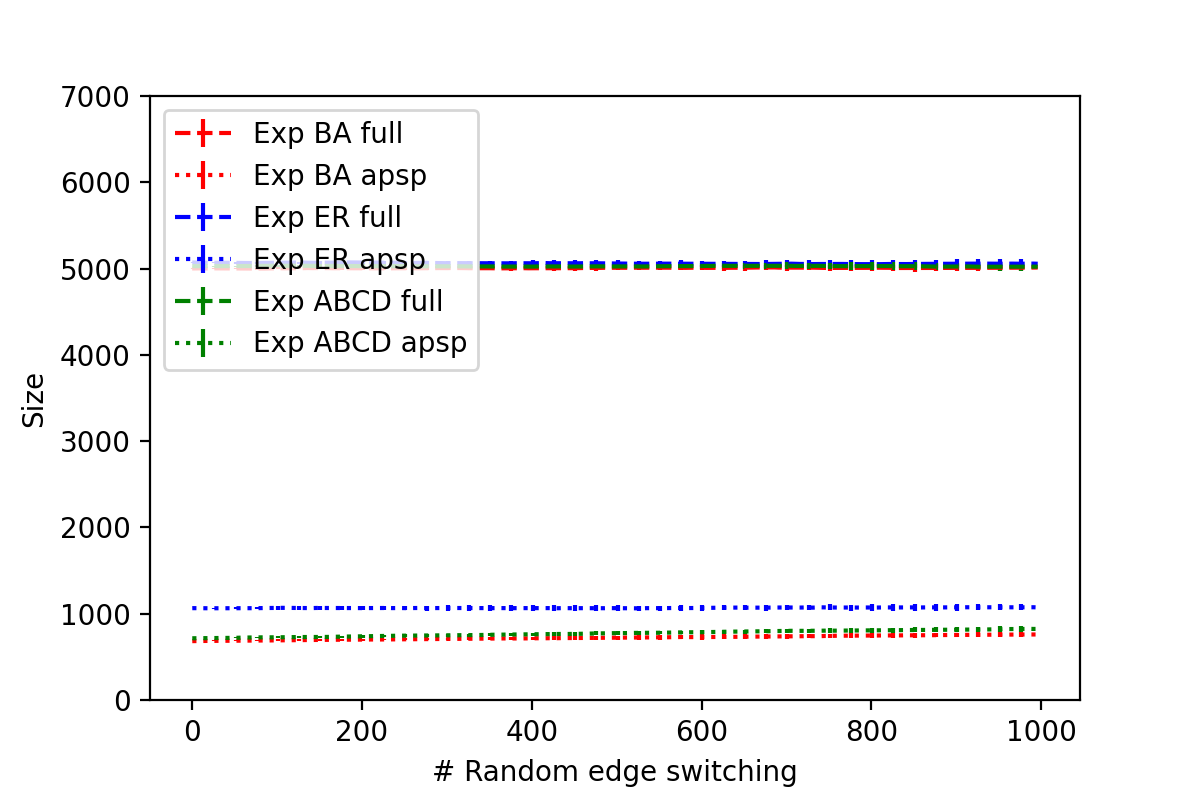 7000
6000
5000
4000
3000
2000
1000
0
Size
Exp BA full
Exp BA apsp
Exp ER full
Exp ER apsp
Exp ABCD full
Exp ABCD apsp
0 200 400 600 800 1000
# Random edge switching